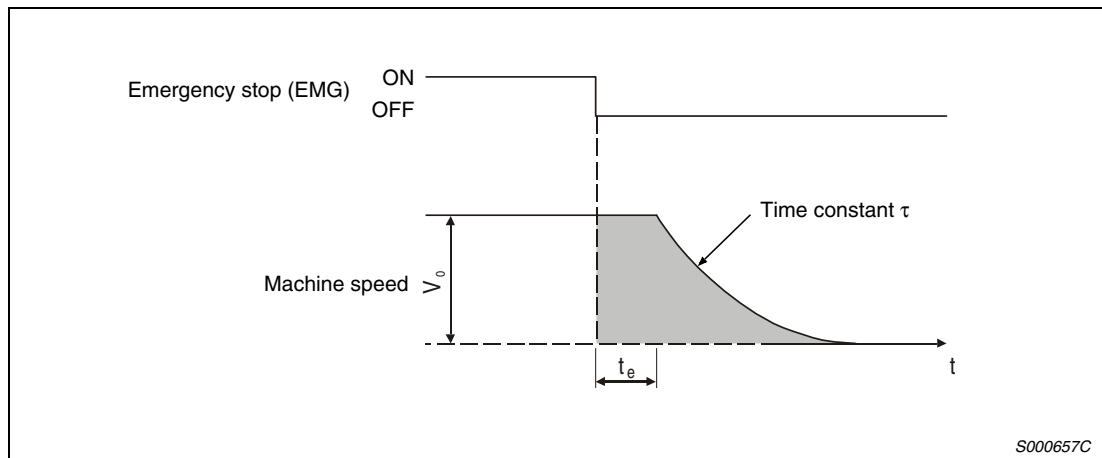 ON
Emergency stop (EMG)
OFF
Time constant τ
Machine speed
V₀
tₑ
t
S000657C